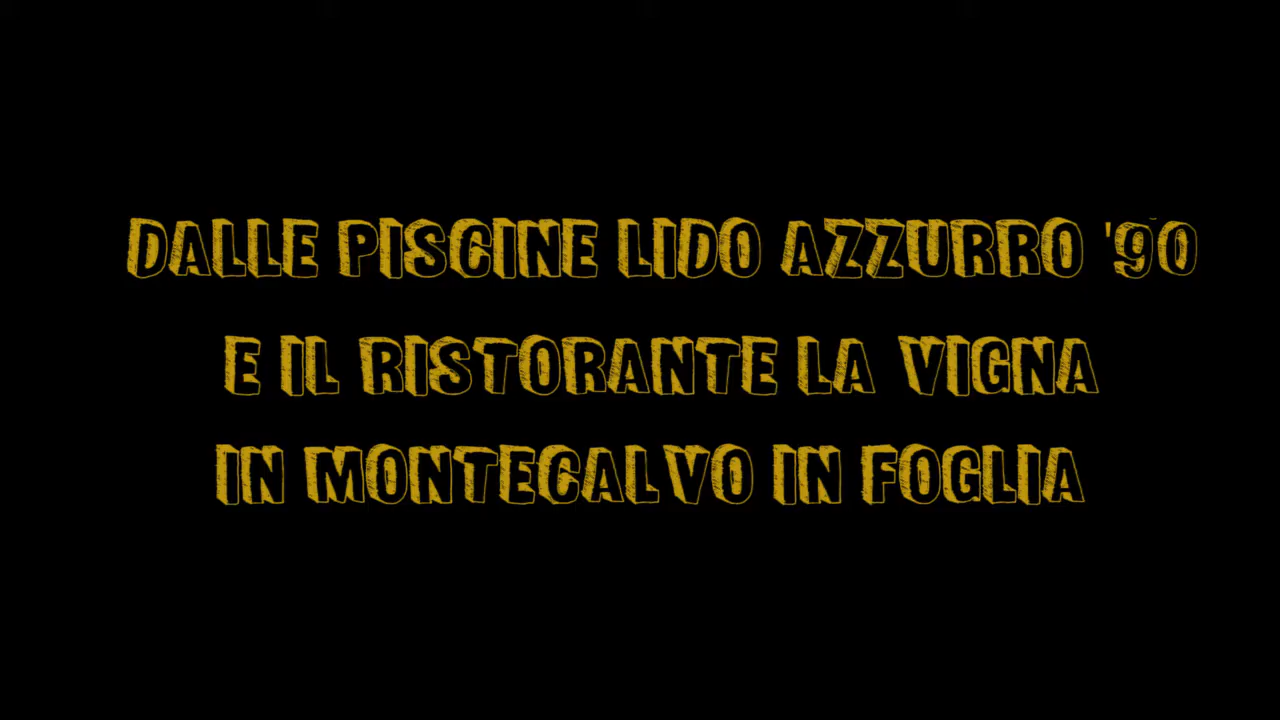 DALLE PISCINE LIDO AZZURRO '90
E IL RISTORANTE LA VIGNA
IN MONTECALVO IN FOGLIA